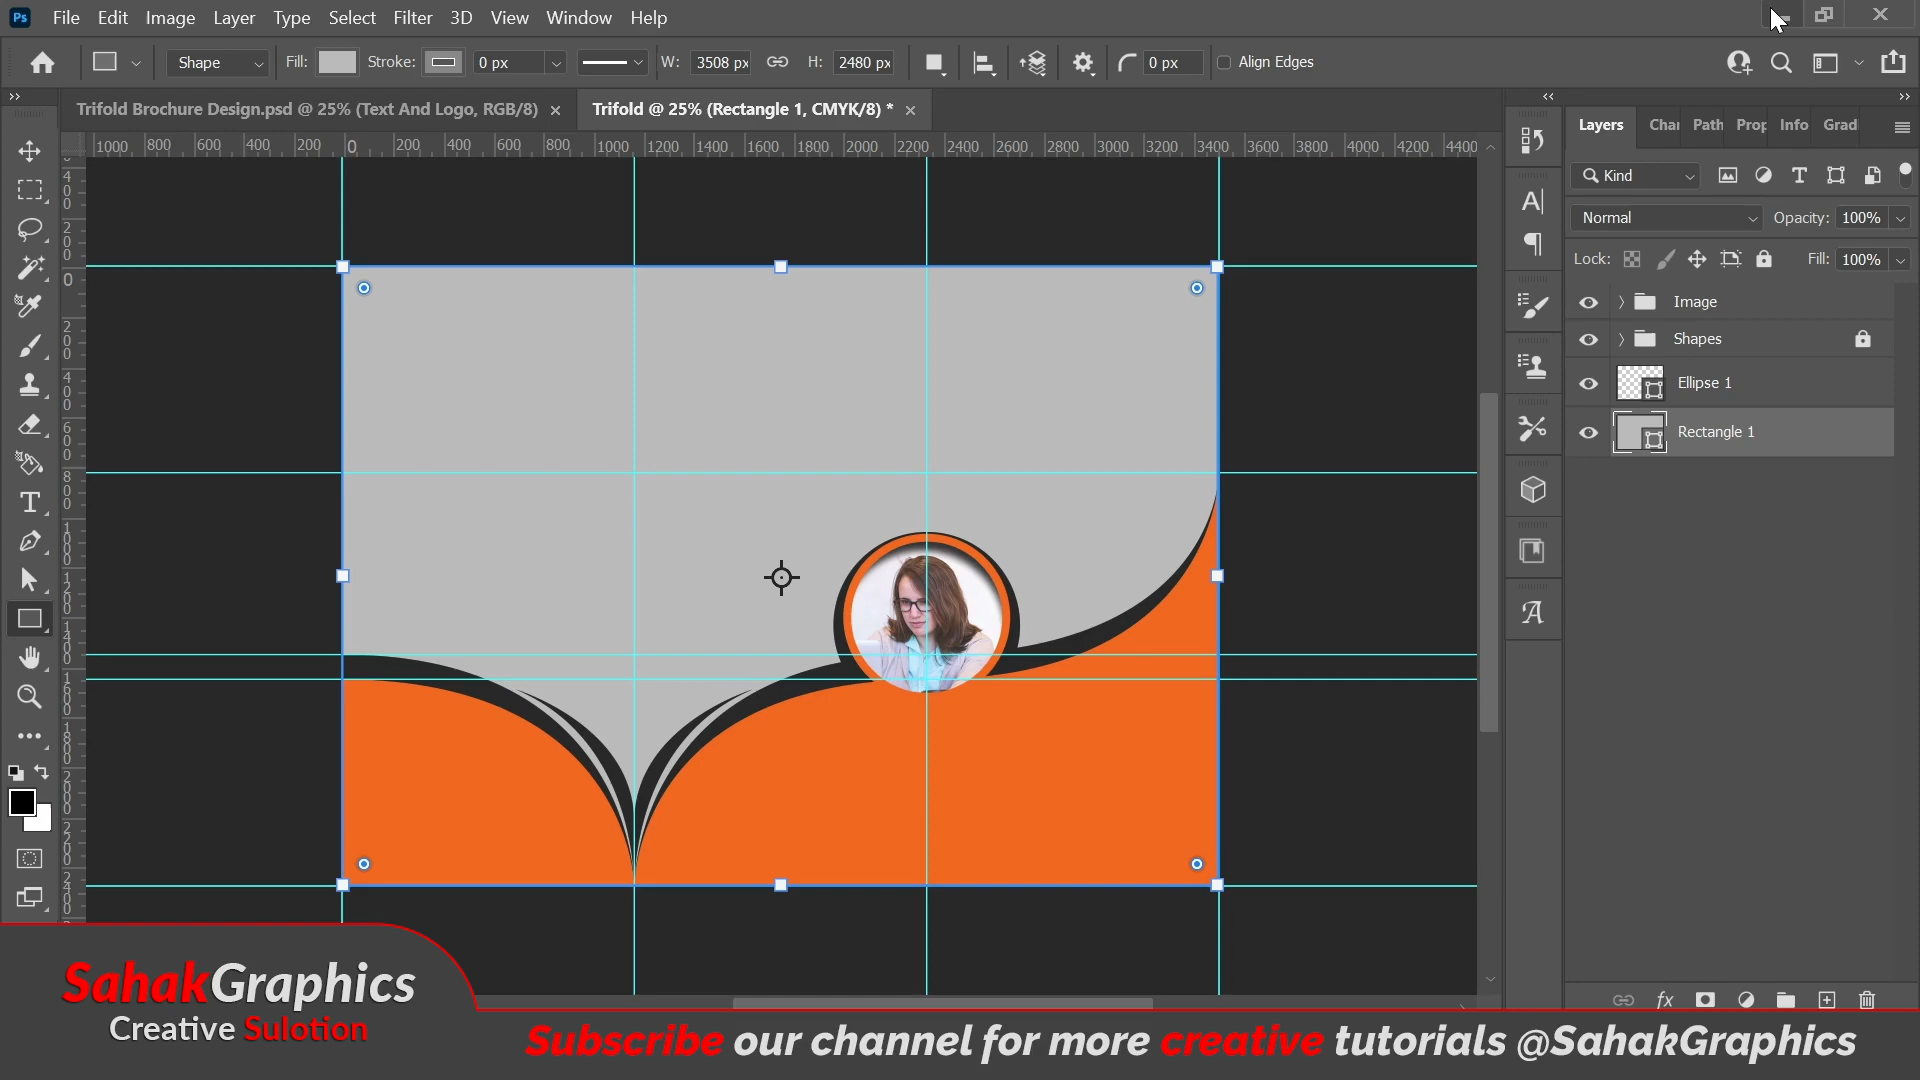 Ps File Edit Image Layer Type Select Filter 3D View Window Help
Shape Fill: Stroke: 0 px W: 3508 px H: 2480 px 0 px Align Edges
Trifold Brochure Design.psd @ 25% (Text And Logo, RGB/8) × Trifold @ 25% (Rectangle 1, CMYK/8) * ×
1000 800 600 400 200 0 200 400 600 800 1000 1200 1400 1600 1800 2000 2200 2400 2600 2800 3000 3200 3400 3600 3800 4000 4200 4400
Layers Char Path Prop Info Grad
Kind
Normal Opacity: 100%
Lock: Fill: 100%
Image
Shapes
Ellipse 1
Rectangle 1
SahakGraphics
Creative Sulotion
Subscribe our channel for more creative tutorials @SahakGraphics